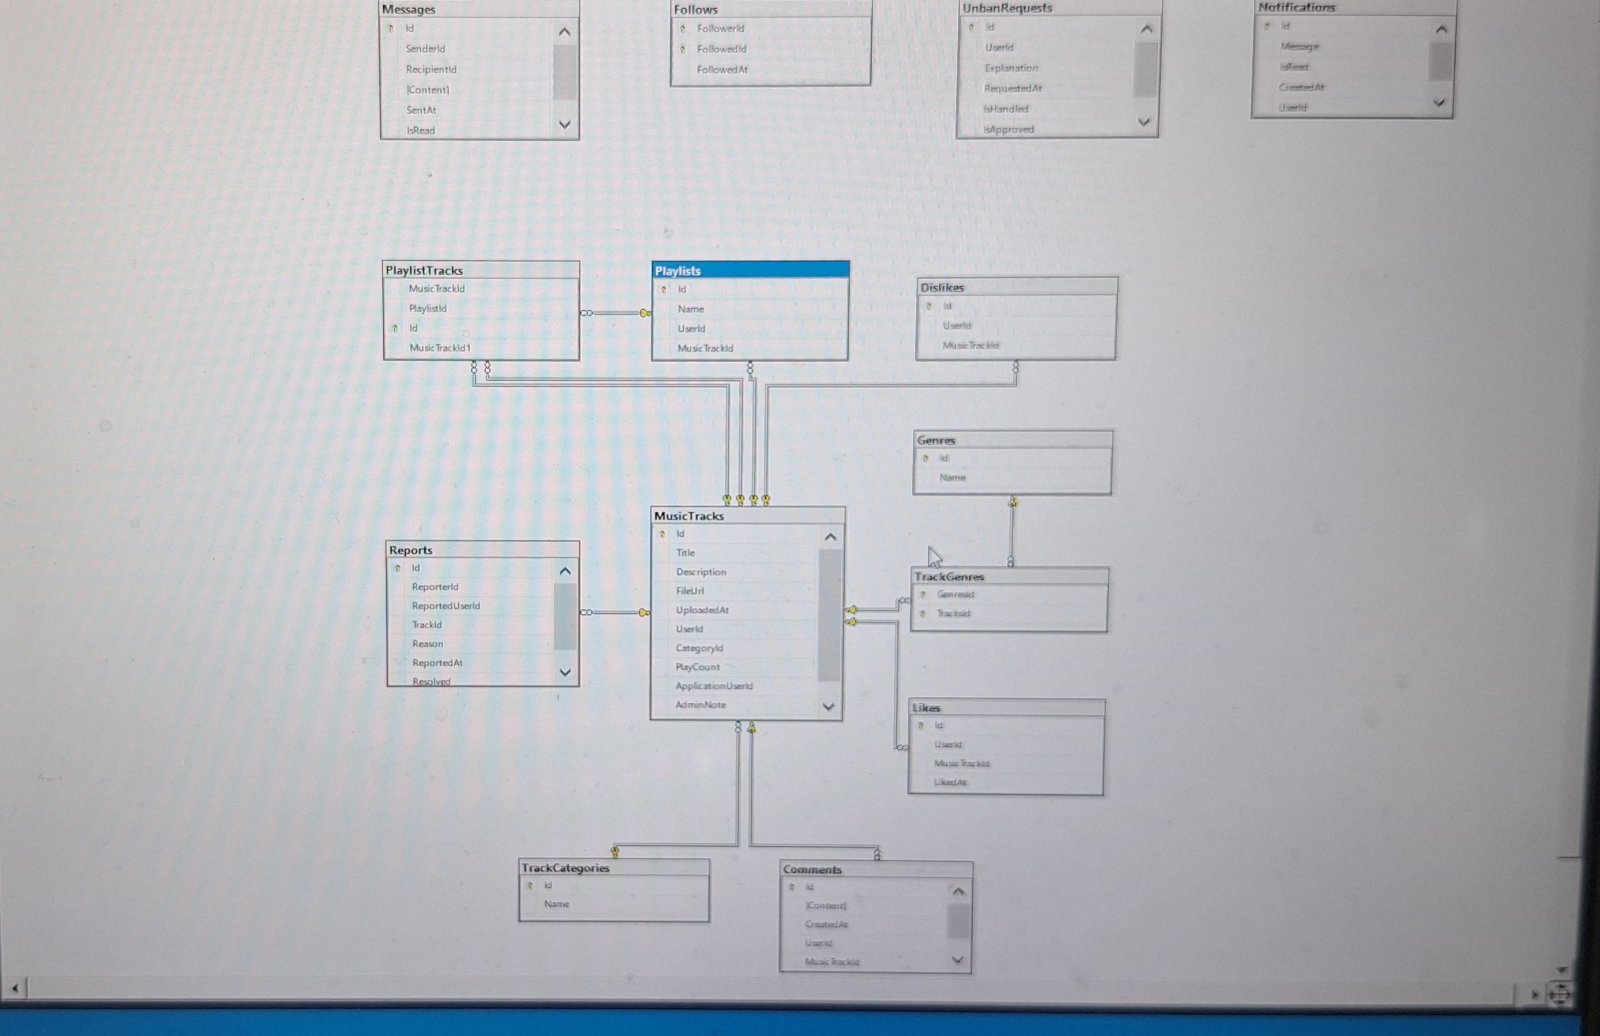 Messages
Id
SenderId
RecipientId
[Content]
SentAt
IsRead
Follows
FollowerId
FollowedId
FollowedAt
UnbanRequests
Id
UserId
Explanation
RequestedAt
IsHandled
IsApproved
Notifications
Id
Message
IsRead
CreatedAt
UserId
PlaylistTracks
MusicTrackId
PlaylistId
Id
MusicTrackId1
Playlists
Id
Name
UserId
MusicTrackId
Dislikes
Id
UserId
MusicTrackId
Genres
Id
Name
MusicTracks
Id
Title
Description
FileUrl
UploadedAt
UserId
CategoryId
PlayCount
ApplicationUserId
AdminNote
Reports
Id
ReporterId
ReportedUserId
TrackId
Reason
ReportedAt
Resolved
TrackGenres
GenresId
TracksId
Likes
Id
UserId
MusicTrackId
LikedAt
TrackCategories
Id
Name
Comments
Id
[Content]
CreatedAt
UserId
MusicTrackId